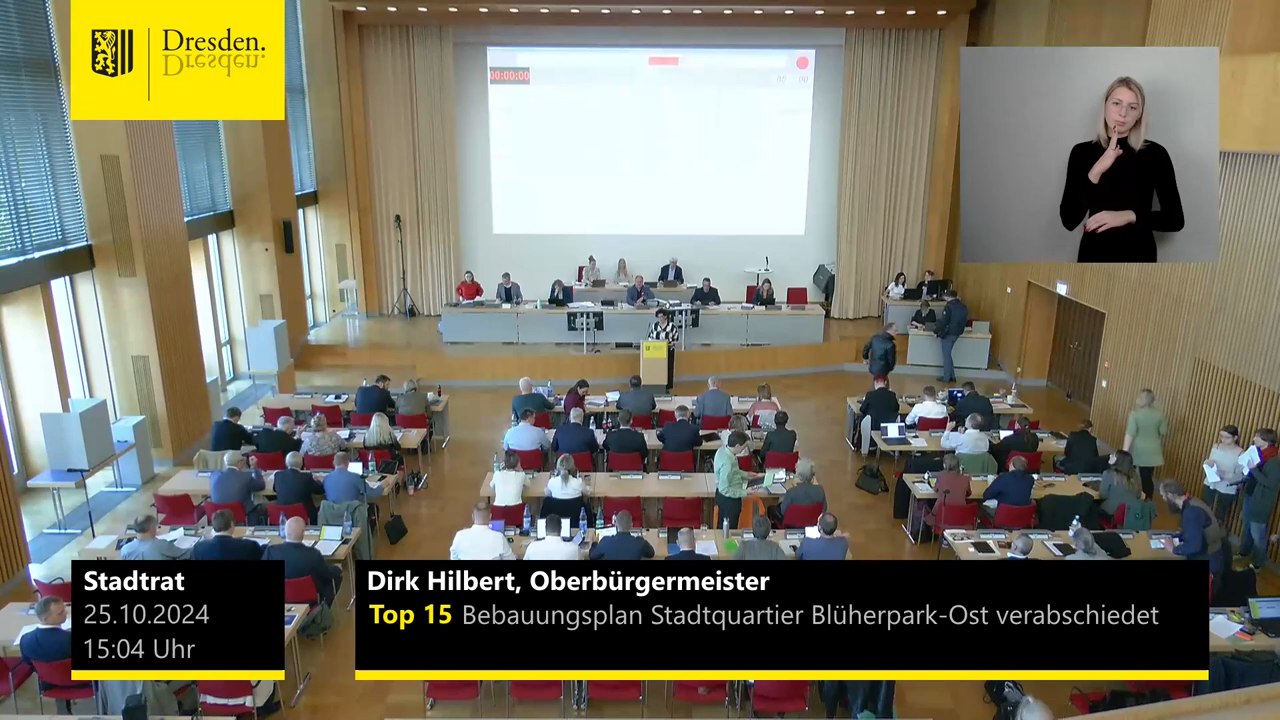 Dresden.
Dresden.
00:00:00
Stadtrat
25.10.2024
15:04 Uhr
Dirk Hilbert, Oberbürgermeister
Top 15 Bebauungsplan Stadtquartier Blüherpark-Ost verabschiedet